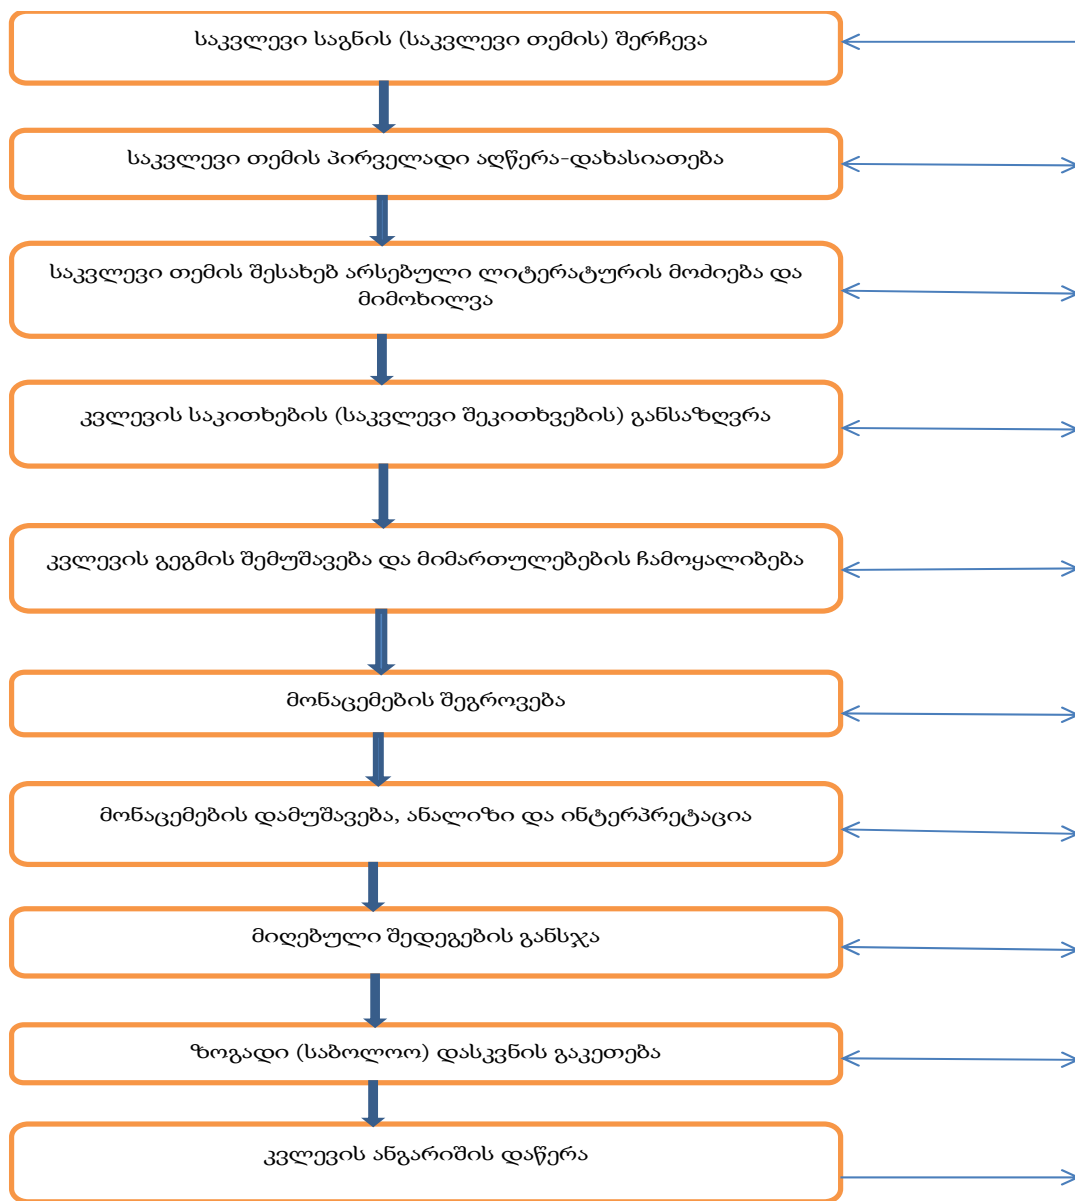 საკვლევი საგნის (საკვლევი თემის) შერჩევა
საკვლევი თემის პირველადი აღწერა-დახასიათება
საკვლევი თემის შესახებ არსებული ლიტერატურის მოძიება და
მიმოხილვა
კვლევის საკითხების (საკვლევი შეკითხვების) განსაზღვრა
კვლევის გეგმის შემუშავება და მიმართულებების ჩამოყალიბება
მონაცემების შეგროვება
მონაცემების დამუშავება, ანალიზი და ინტერპრეტაცია
მიღებული შედეგების განსჯა
ზოგადი (საბოლოო) დასკვნის გაკეთება
კვლევის ანგარიშის დაწერა